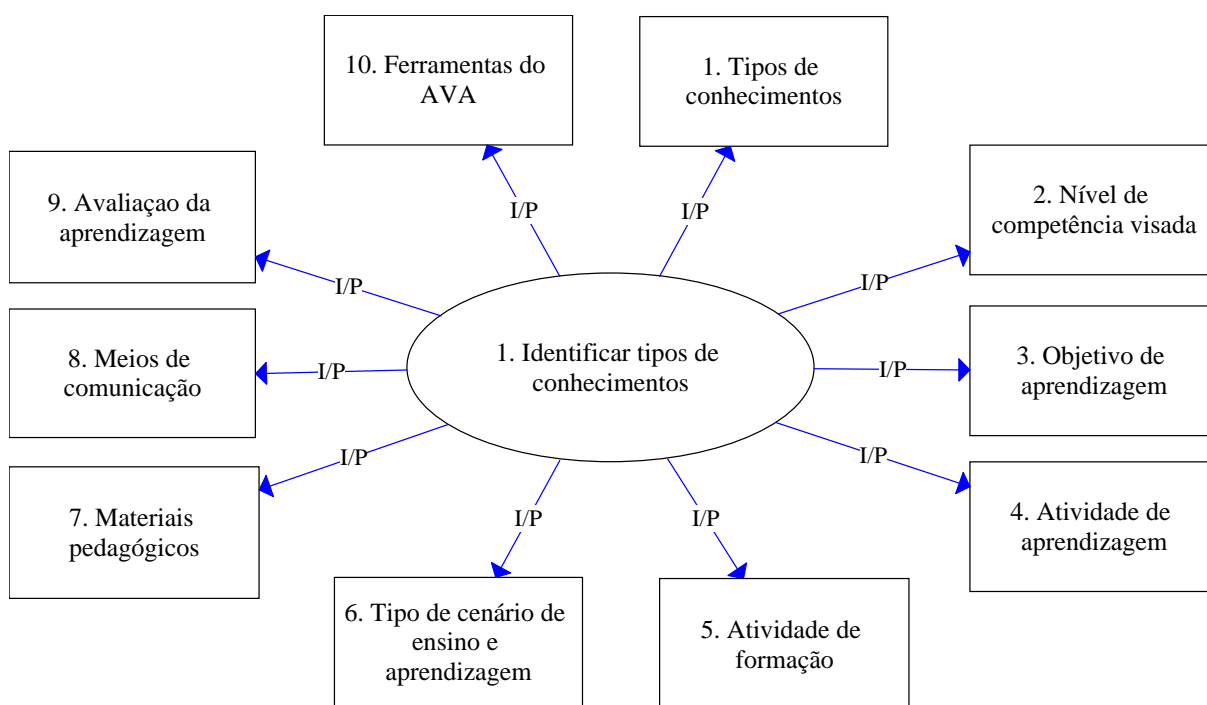 10. Ferramentas do
AVA
1. Tipos de
conhecimentos
9. Avaliaçao da
aprendizagem
2. Nível de
competência visada
I/P
I/P
I/P
I/P
8. Meios de
comunicação
1. Identificar tipos de
conhecimentos
3. Objetivo de
aprendizagem
I/P
I/P
7. Materiais
pedagógicos
4. Atividade de
aprendizagem
I/P
I/P
I/P
I/P
6. Tipo de cenário de
ensino e
aprendizagem
5. Atividade de
formação